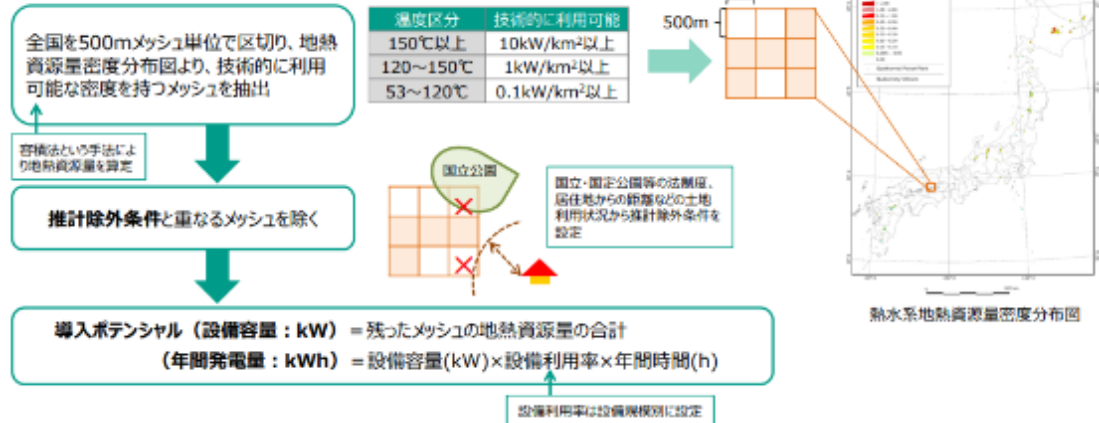 全国を500mメッシュ単位で区切り、地熱
資源量密度分布図より、技術的に利用
可能な密度を持つメッシュを抽出
容積法という手法によ
り地熱資源量を算定
温度区分 技術的に利用可能
150℃以上 10kW/km²以上
120～150℃ 1kW/km²以上
53～120℃ 0.1kW/km²以上
500m
推計除外条件と重なるメッシュを除く
国立公園
国立・国定公園等の法制度、
居住地からの距離などの土地
利用状況から推計除外条件を
設定
熱水系地熱資源量密度分布図
導入ポテンシャル（設備容量：kW）＝残ったメッシュの地熱資源量の合計
（年間発電量：kWh）＝設備容量(kW)×設備利用率×年間時間(h)
設備利用率は設備規模別に設定